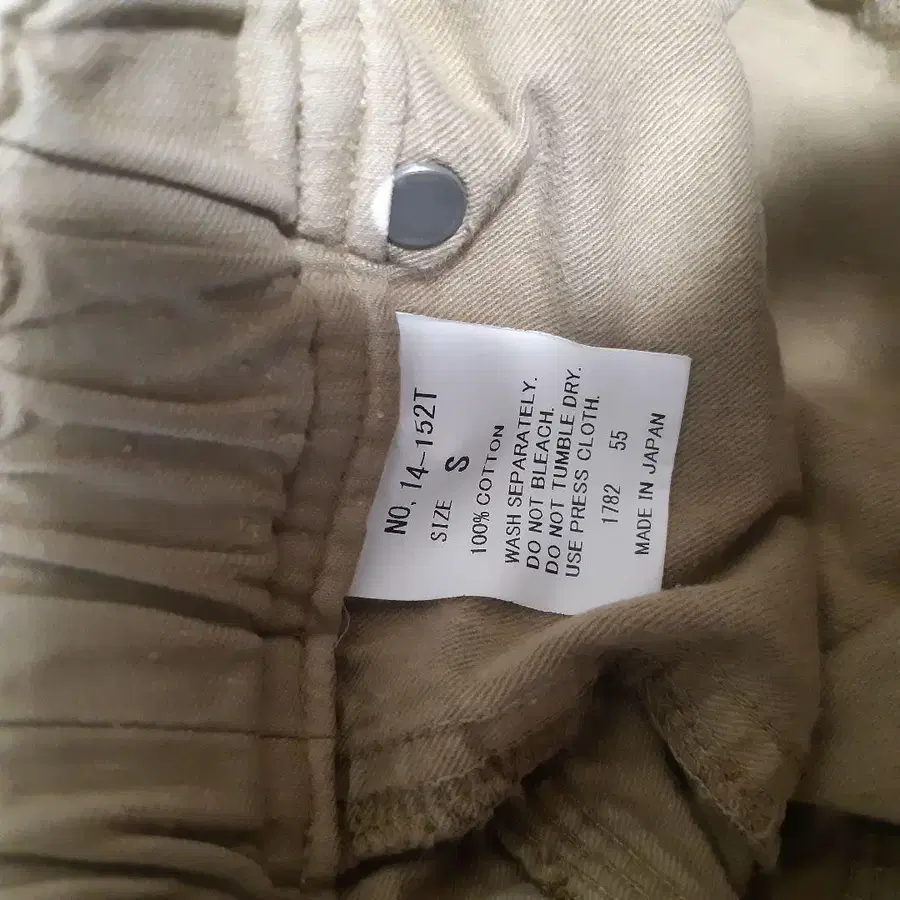 NO, 14-152T
SIZE S
100% COTTON
WASH SEPARATELY.
DO NOT BLEACH.
DO NOT TUMBLE DRY.
USE PRESS CLOTH.
1782 55
MADE IN JAPAN